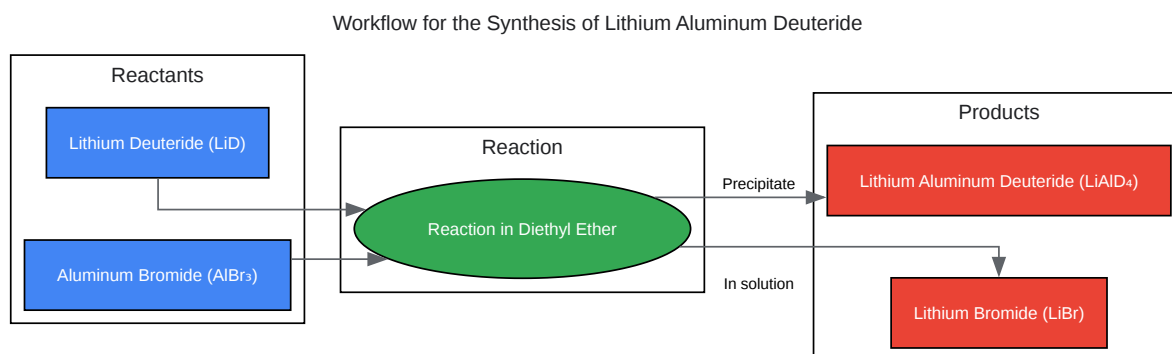 Workflow for the Synthesis of Lithium Aluminum Deuteride
Reactants
Lithium Deuteride (LiD)
Aluminum Bromide (AlBr₃)
Reaction
Reaction in Diethyl Ether
Precipitate
In solution
Products
Lithium Aluminum Deuteride (LiAlD₄)
Lithium Bromide (LiBr)